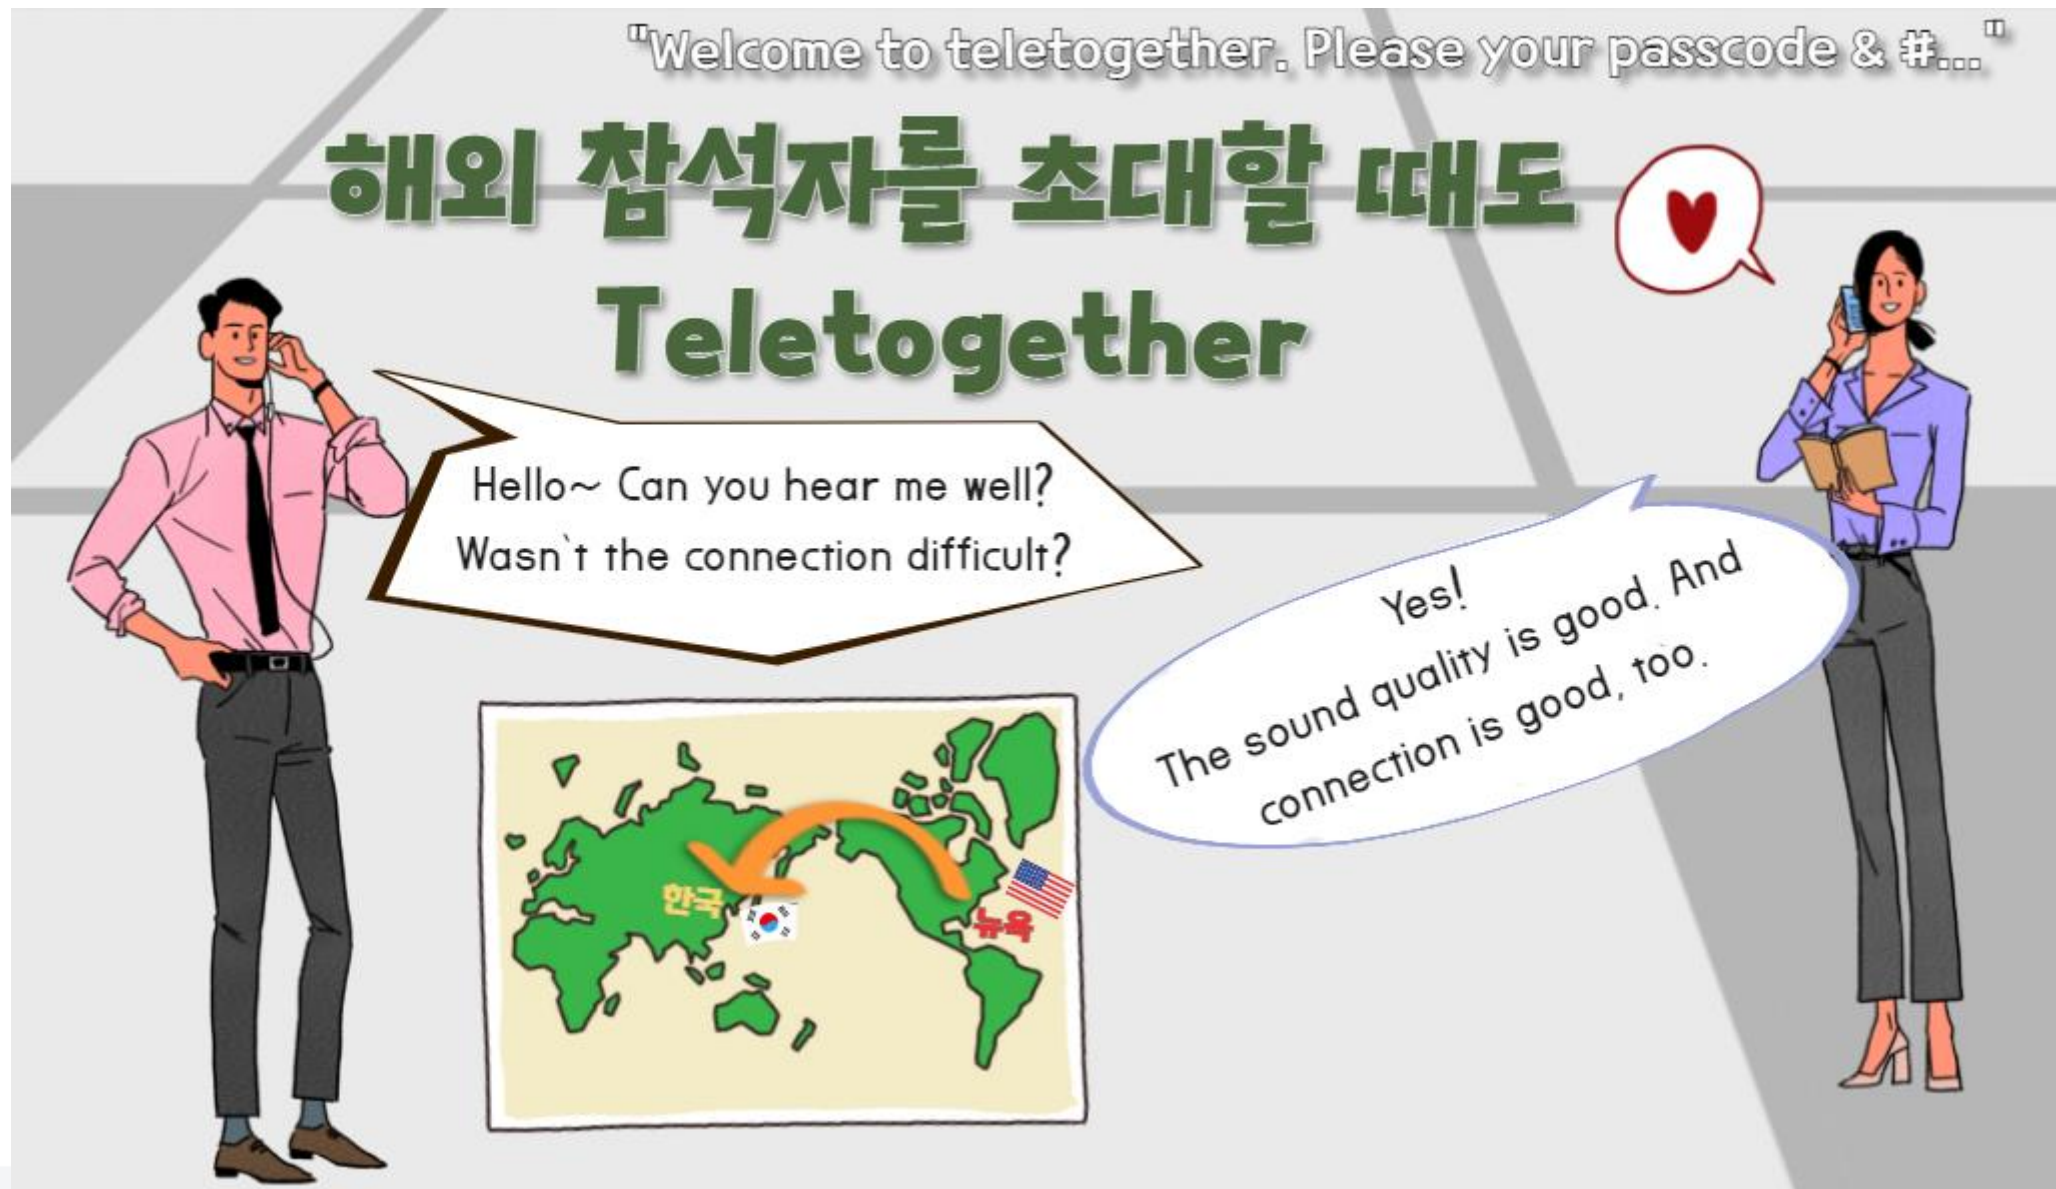 "Welcome to teletogether. Please your passcode & #..."
해외 참석자를 초대할 때도
Teletogether
Hello~ Can you hear me well?
Wasn`t the connection difficult?
Yes!
The sound quality is good. And
connection is good, too.
한국
뉴욕